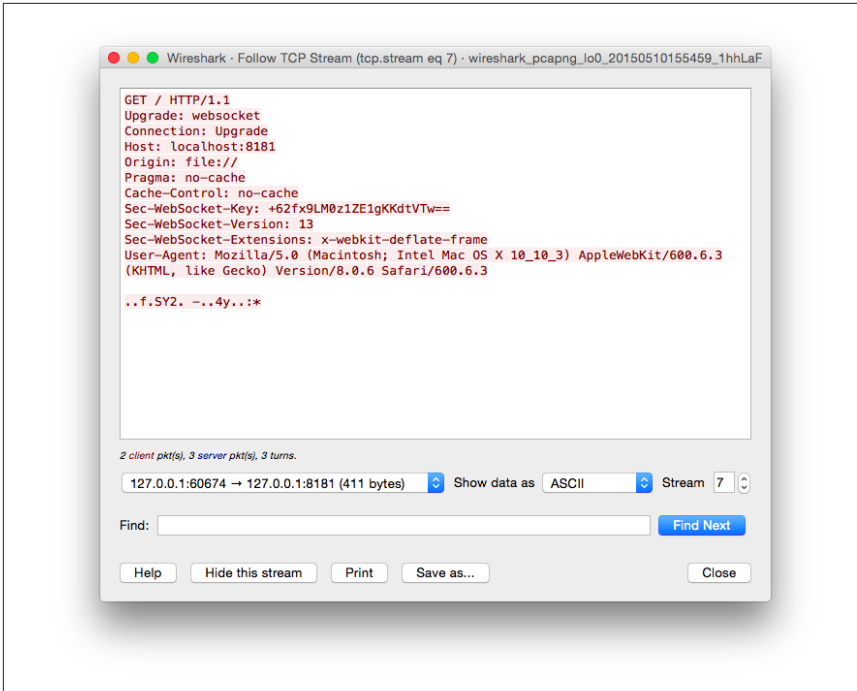 Wireshark · Follow TCP Stream (tcp.stream eq 7) · wireshark_pcapng_lo0_20150510155459_1hhLaF
GET / HTTP/1.1
Upgrade: websocket
Connection: Upgrade
Host: localhost:8181
Origin: file://
Pragma: no-cache
Cache-Control: no-cache
Sec-WebSocket-Key: +62fx9LM0z1ZE1gKKdtVTw==
Sec-WebSocket-Version: 13
Sec-WebSocket-Extensions: x-webkit-deflate-frame
User-Agent: Mozilla/5.0 (Macintosh; Intel Mac OS X 10_10_3) AppleWebKit/600.6.3
(KHTML, like Gecko) Version/8.0.6 Safari/600.6.3
..f.SY2. -..4y..:*
2 client pkt(s), 3 server pkt(s), 3 turns.
127.0.0.1:60674 → 127.0.0.1:8181 (411 bytes) Show data as ASCII Stream 7
Find: Find Next
Help Hide this stream Print Save as... Close